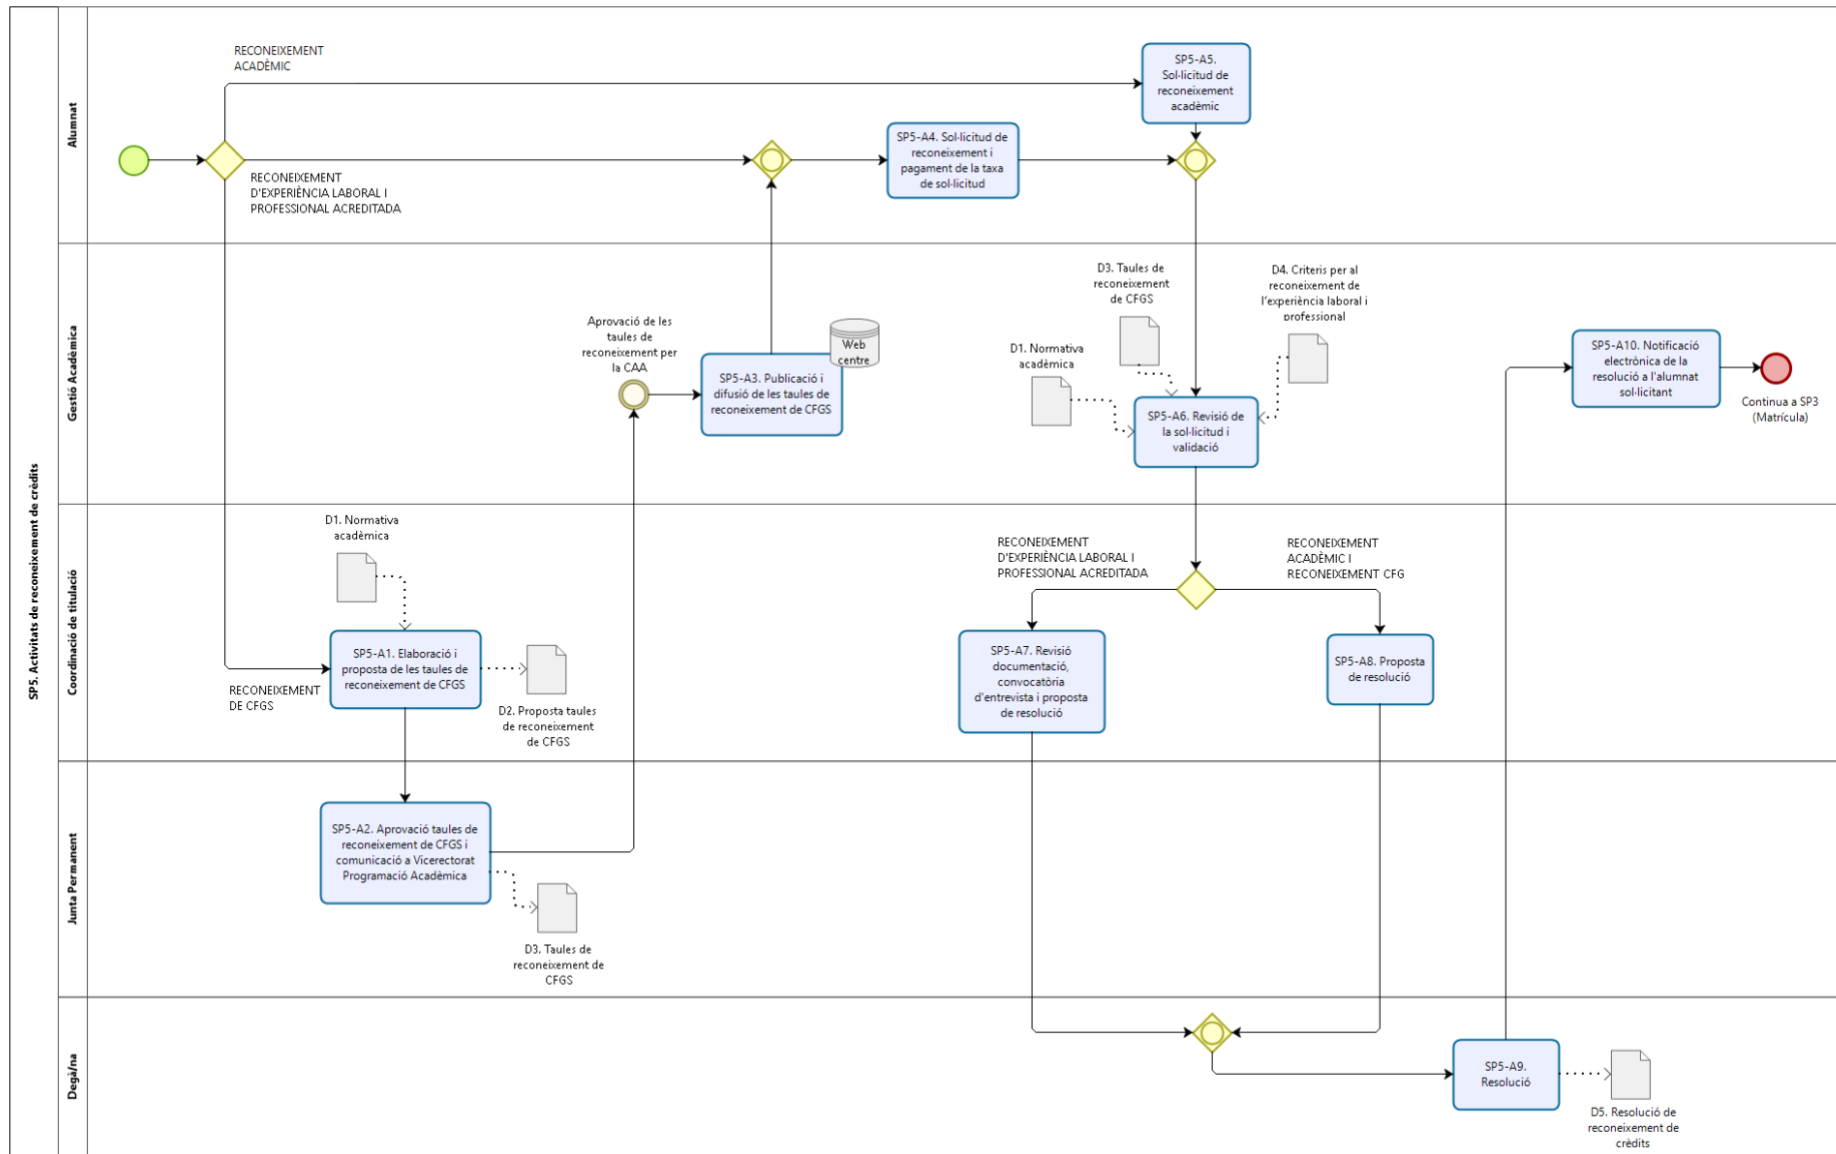 SP5. Activitats de reconeixement de crèdits
Alumnat
RECONEIXEMENT
ACADÈMIC
RECONEIXEMENT
D'EXPERIÈNCIA LABORAL I
PROFESSIONAL ACREDITADA
SP5-A4. Sol·licitud de
reconeixement i
pagament de la taxa
de sol·licitud
SP5-A5.
Sol·licitud de
reconeixement
acadèmic
Gestió Acadèmica
Aprovació de les
taules de
reconeixement per
la CAA
SP5-A3. Publicació i
difusió de les taules de
reconeixement de CFGS
Web
centre
D1. Normativa
acadèmica
D3. Taules de
reconeixement
de CFGS
D4. Criteris per al
reconeixement de
l'experiència laboral i
professional
SP5-A6. Revisió de
la sol·licitud i
validació
SP5-A10. Notificació
electrònica de la
resolució a l'alumnat
sol·licitant
Continua a SP3
(Matrícula)
Coordinació de titulació
D1. Normativa
acadèmica
RECONEIXEMENT
DE CFGS
SP5-A1. Elaboració i
proposta de les taules de
reconeixement de CFGS
D2. Proposta taules
de reconeixement
de CFGS
RECONEIXEMENT
D'EXPERIÈNCIA LABORAL I
PROFESSIONAL ACREDITADA
RECONEIXEMENT
ACADÈMIC I
RECONEIXEMENT CFG
SP5-A7. Revisió
documentació,
convocatòria
d'entrevista i proposta
de resolució
SP5-A8. Proposta
de resolució
Junta Permanent
SP5-A2. Aprovació taules de
reconeixement de CFGS i
comunicació a Vicerectorat
Programació Acadèmica
D3. Taules de
reconeixement de
CFGS
Degà/na
SP5-A9.
Resolució
D5. Resolució de
reconeixement de
crèdits